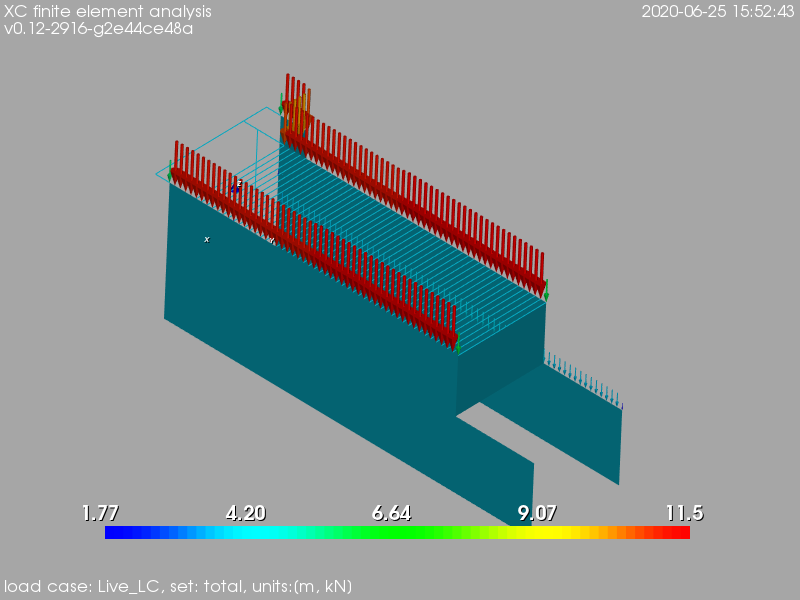 XC finite element analysis
2020-06-25 15:52:43
v0.12-2916-g2e44ce48a
Z
X
Y
1.77
4.20
6.64
9.07
11.5
load case: Live_LC, set: total, units:[m, kN]